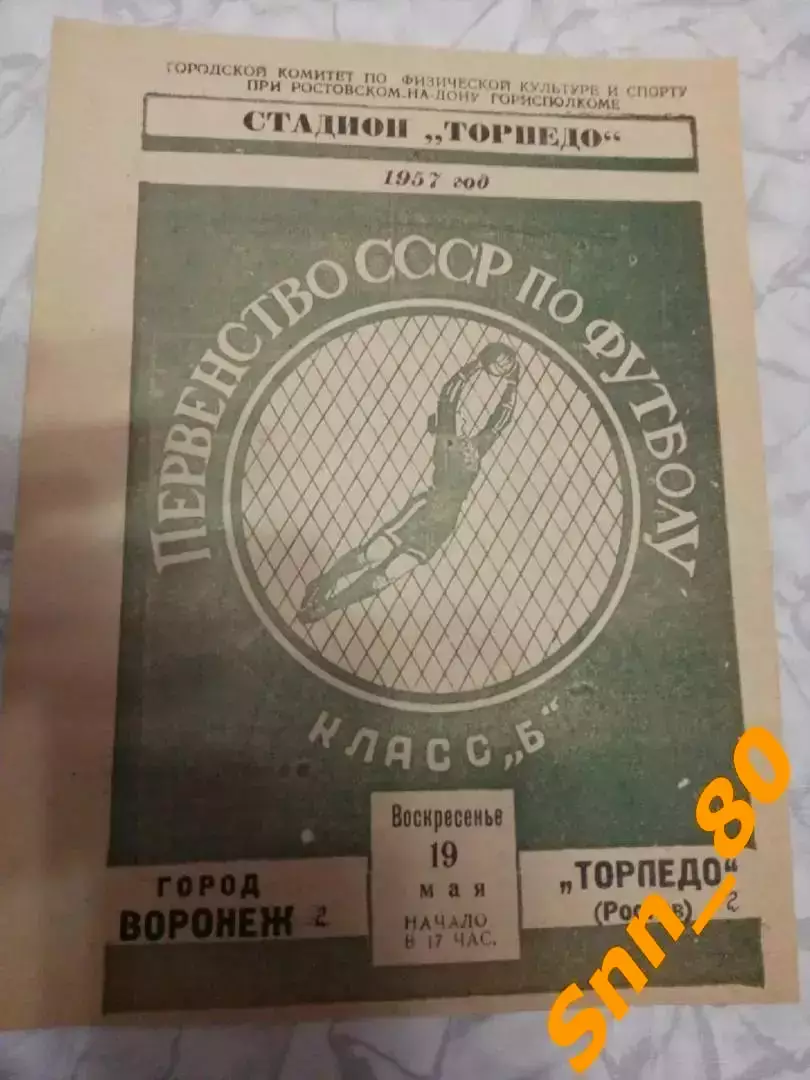 ГОРОДСКОЙ КОМИТЕТ ПО ФИЗИЧЕСКОЙ КУЛЬТУРЕ И СПОРТУ
ПРИ РОСТОВСКОМ-НА-ДОНУ ГОРИСПОЛКОМЕ
СТАДИОН „ТОРПЕДО“
1957 год
ПЕРВЕНСТВО СССР ПО ФУТБОЛУ
КЛАСС „Б“
Воскресенье
19
мая
НАЧАЛО
В 17 ЧАС.
ГОРОД
ВОРОНЕЖ 2
„ТОРПЕДО“
(Ростов) 2
Snn_80